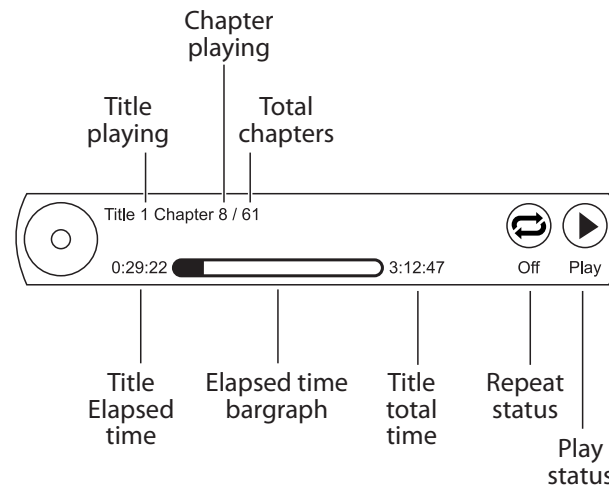 Chapter
playing
Title
playing
Total
chapters
Title 1 Chapter 8 / 61
0:29:22
3:12:47
Off
Play
Title
Elapsed
time
Elapsed time
bargraph
Title
total
time
Repeat
status
Play
status